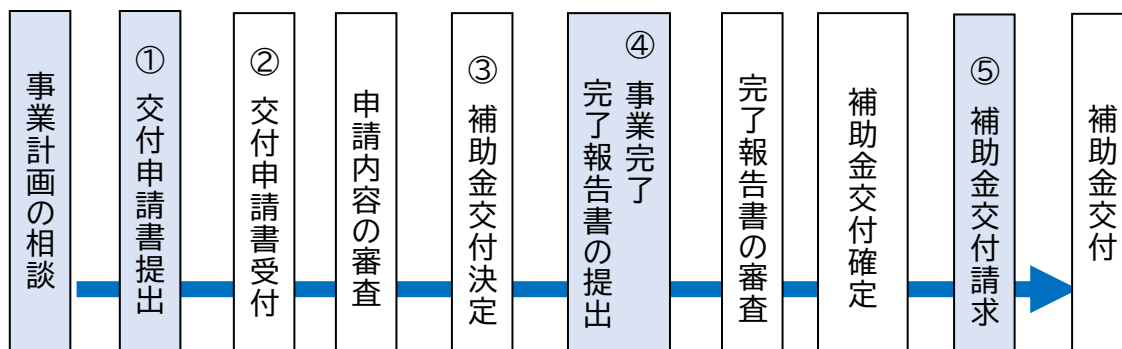 事業計画の相談
① 交付申請書提出
② 交付申請書受付
申請内容の審査
③ 補助金交付決定
④ 事業完了
完了報告書の提出
完了報告書の審査
補助金交付確定
⑤ 補助金交付請求
補助金交付